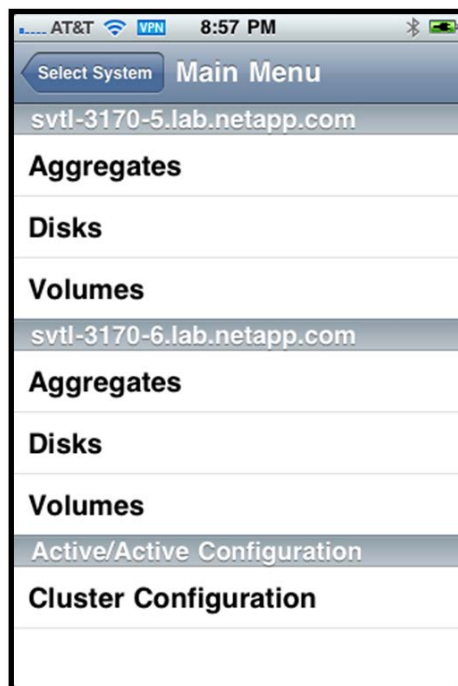 AT&T VPN 8:57 PM
Select System Main Menu
svtl-3170-5.lab.netapp.com
Aggregates
Disks
Volumes
svtl-3170-6.lab.netapp.com
Aggregates
Disks
Volumes
Active/Active Configuration
Cluster Configuration